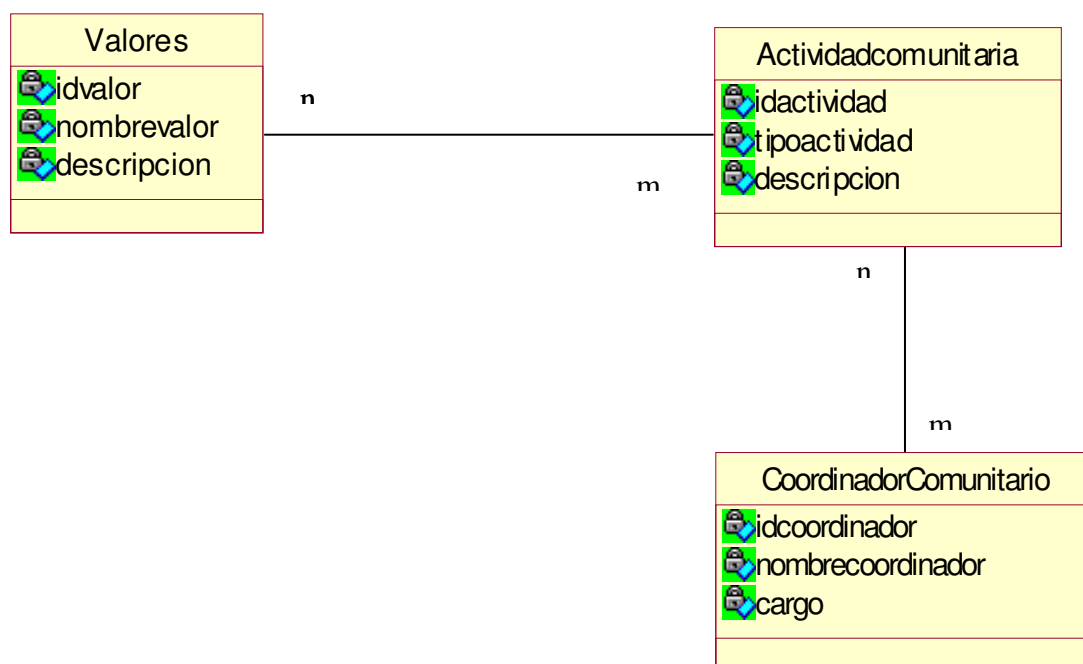 Valores
idvalor
nombrevalor
descripcion
n
m
Actividadcomunitaria
idactividad
tipoactividad
descripcion
n
m
CoordinadorComunitario
idcoordinador
nombrecoordinador
cargo